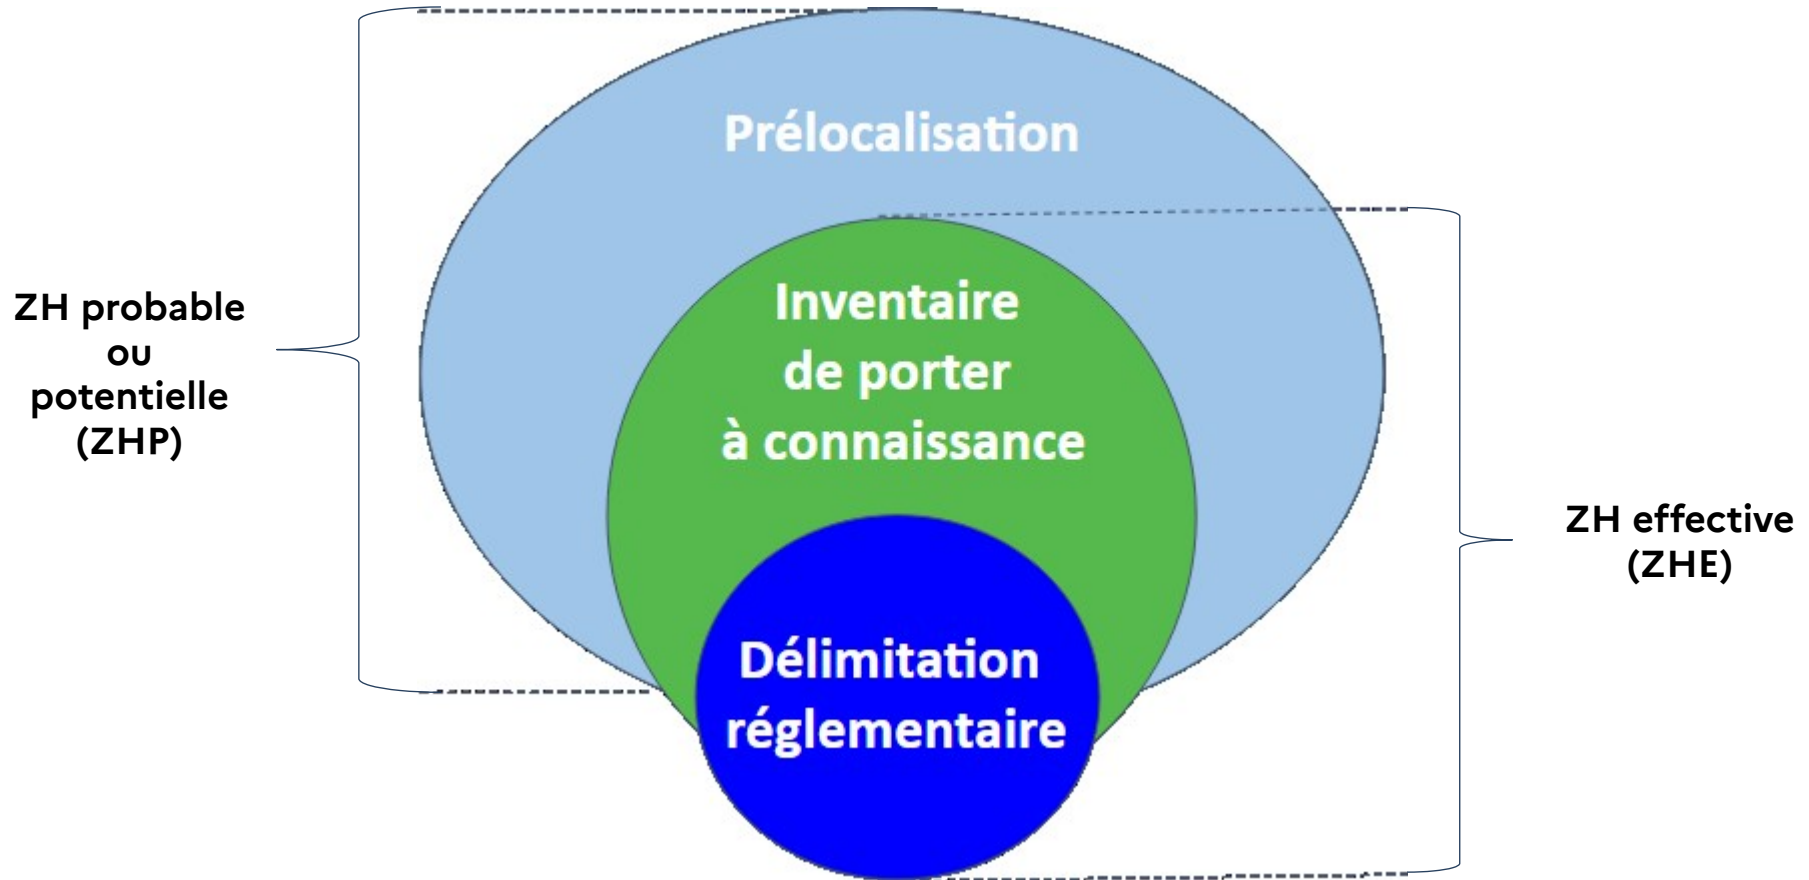 Prélocalisation
Inventaire
de porter
à connaissance
Délimitation
réglementaire
ZH probable
ou
potentielle
(ZHP)
ZH effective
(ZHE)